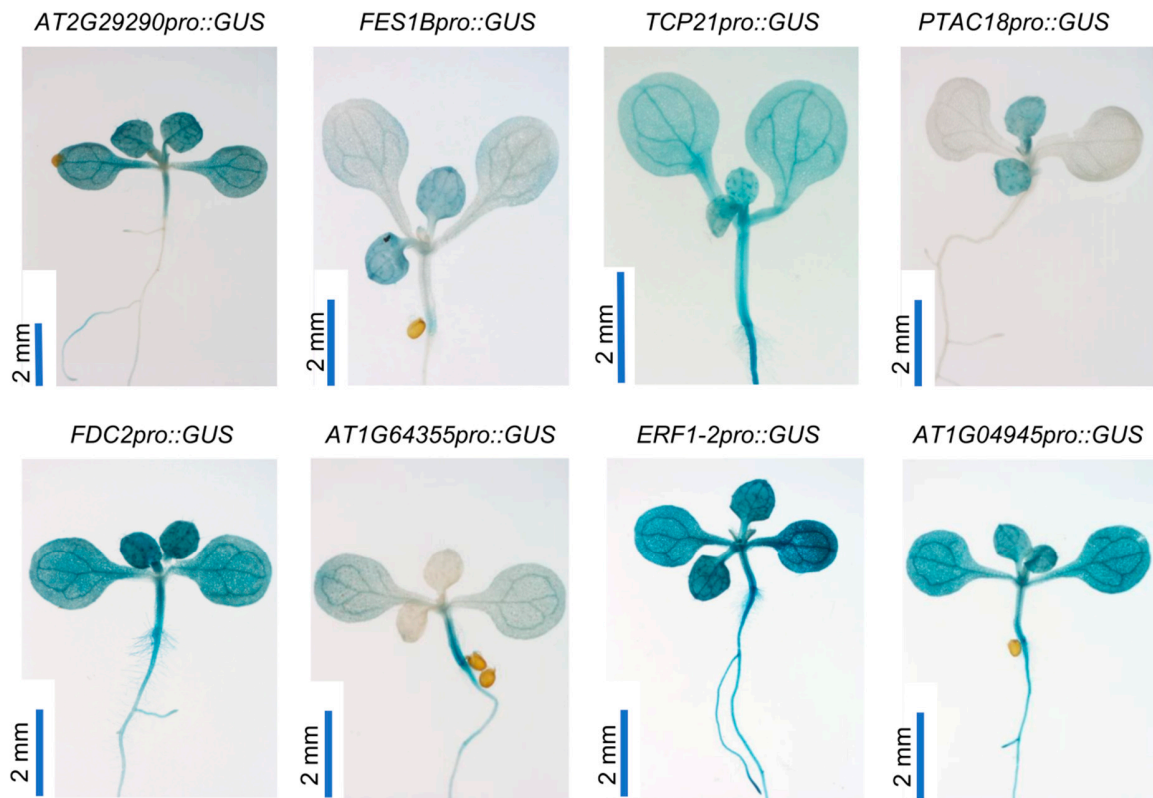 AT2G29290pro::GUS
FES1Bpro::GUS
TCP21pro::GUS
PTAC18pro::GUS
2 mm
2 mm
2 mm
2 mm
FDC2pro::GUS
AT1G64355pro::GUS
ERF1-2pro::GUS
AT1G04945pro::GUS
2 mm
2 mm
2 mm
2 mm